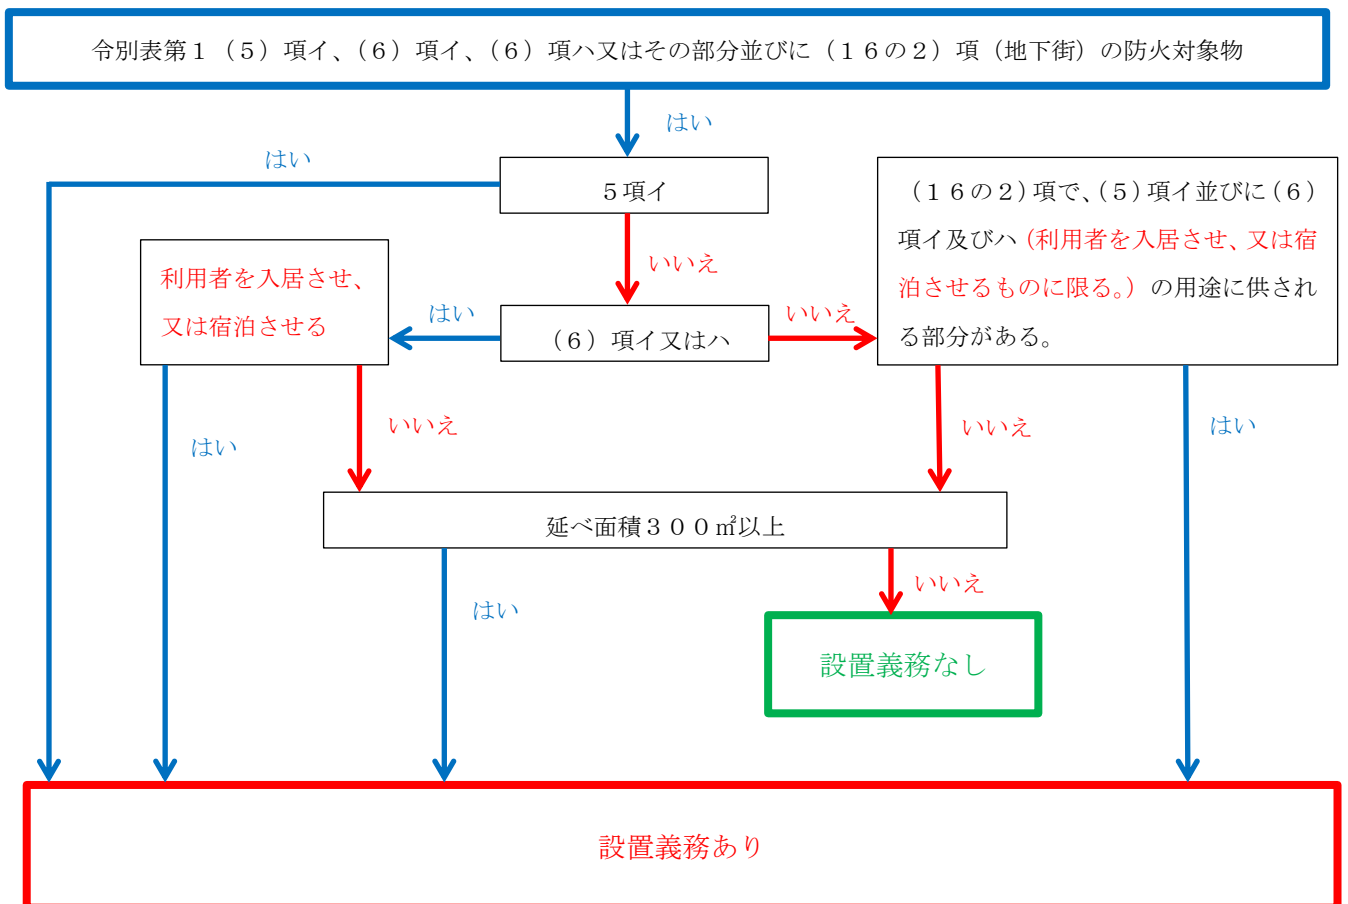 令別表第1（5）項イ、（6）項イ、（6）項ハ又はその部分並びに（16の2）項（地下街）の防火対象物
はい
はい
5項イ
いいえ
（16の2）項で、（5）項イ並びに（6）
項イ及びハ（利用者を入居させ、又は宿
泊させるものに限る。）の用途に供され
る部分がある。
利用者を入居させ、
又は宿泊させる
はい
（6）項イ又はハ
いいえ
はい
いいえ
いいえ
はい
延べ面積300㎡以上
はい
いいえ
設置義務なし
設置義務あり